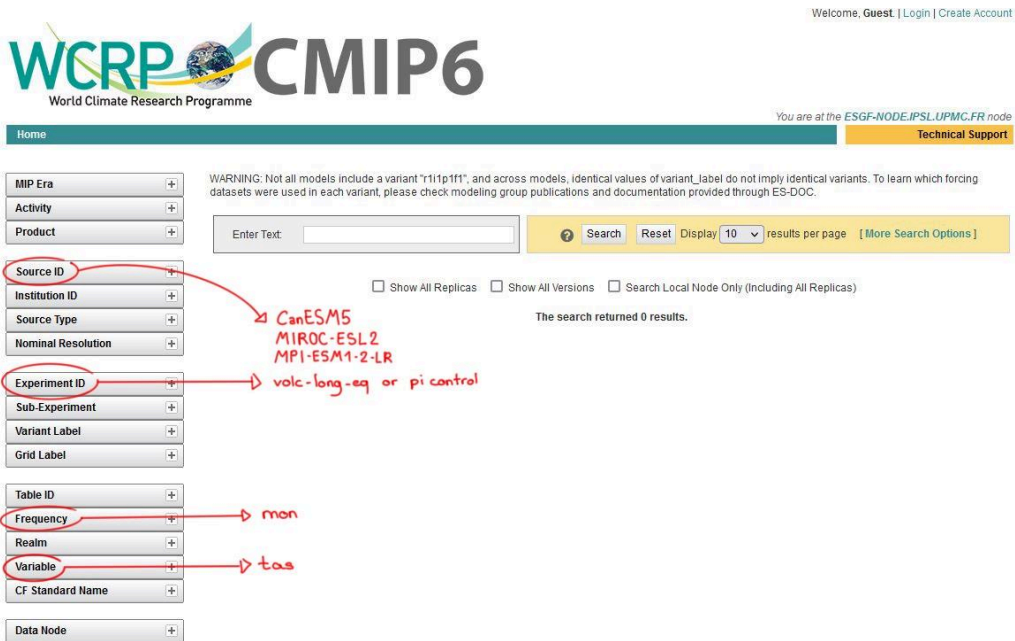 Welcome, Guest. | Login | Create Account
WCRP CMIP6
World Climate Research Programme
You are at the ESGF-NODE.IPSL.UPMC.FR node
Home
Technical Support
WARNING: Not all models include a variant "r1i1p1f1", and across models, identical values of variant_label do not imply identical variants. To learn which forcing
datasets were used in each variant, please check modeling group publications and documentation provided through ES-DOC.
MIP Era +
Activity +
Product +
Enter Text:
? Search Reset Display 10 results per page [ More Search Options ]
Show All Replicas Show All Versions Search Local Node Only (Including All Replicas)
The search returned 0 results.
Source ID +
Institution ID +
Source Type +
Nominal Resolution +
CanESM5
MIROC-ESL2
MPI-ESM1-2-LR
Experiment ID +
volc-long-eq or pi control
Sub-Experiment +
Variant Label +
Grid Label +
Table ID +
Frequency +
mon
Realm +
Variable +
tas
CF Standard Name +
Data Node +